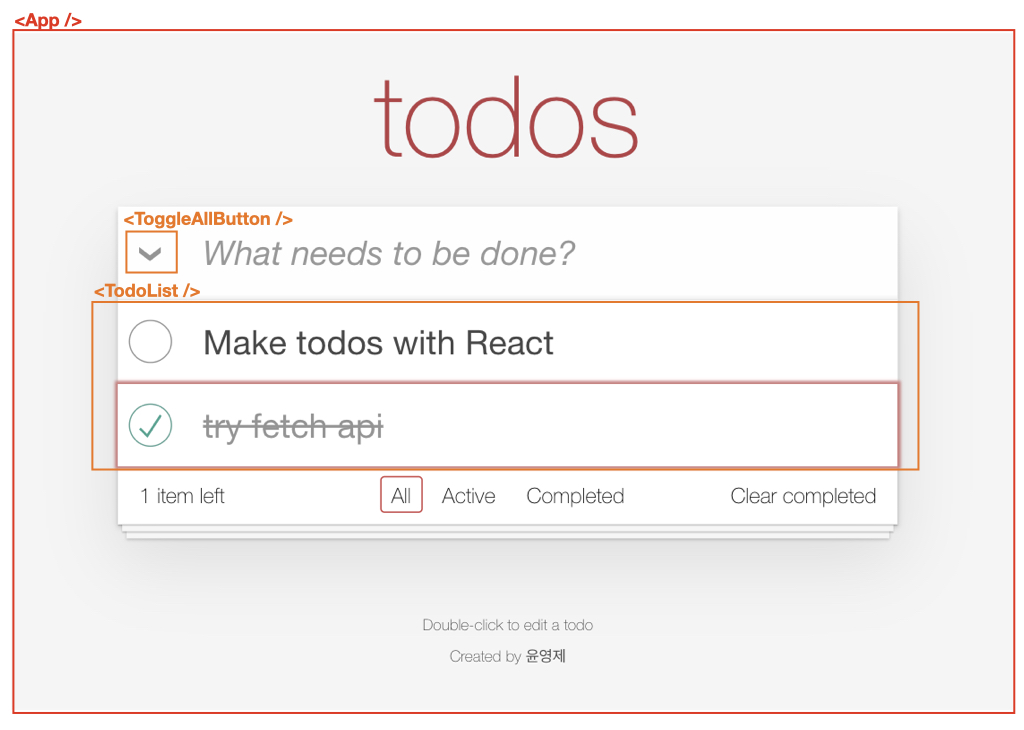 <App />
todos
<ToggleAllButton />
What needs to be done?
<TodoList />
Make todos with React
try fetch api
1 item left All Active Completed Clear completed
Double-click to edit a todo
Created by 윤영제